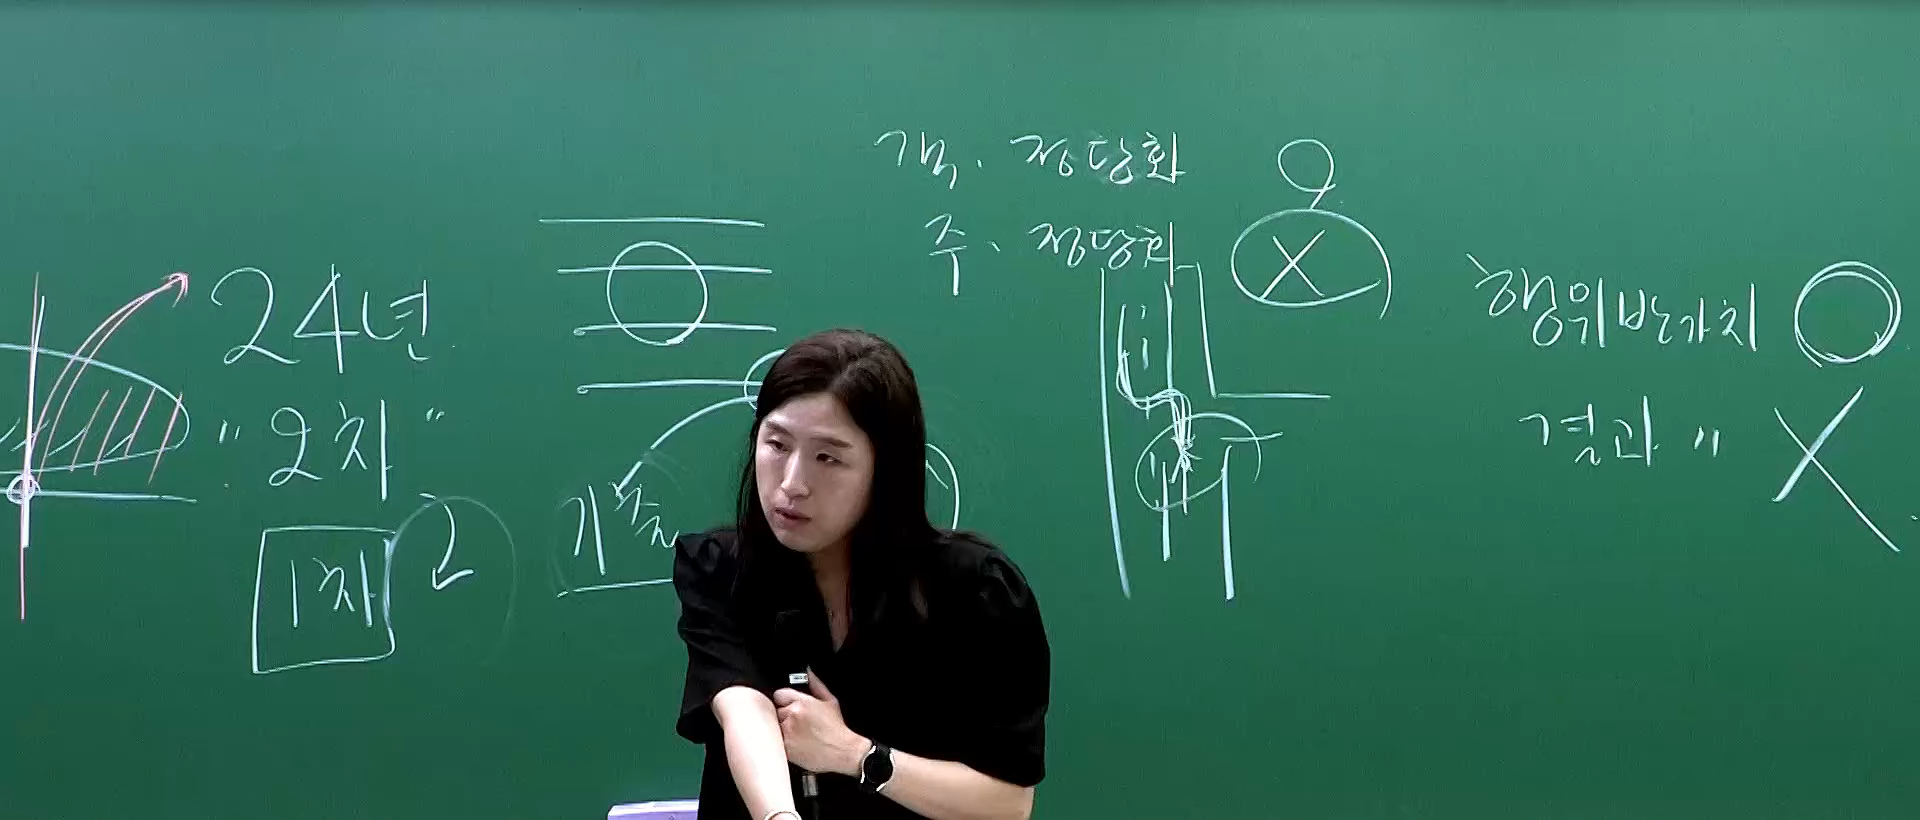 24년
"2차"
1차
기출
객. 정당화 O
주. 정당화 X
행위반가치 O
결과 " X